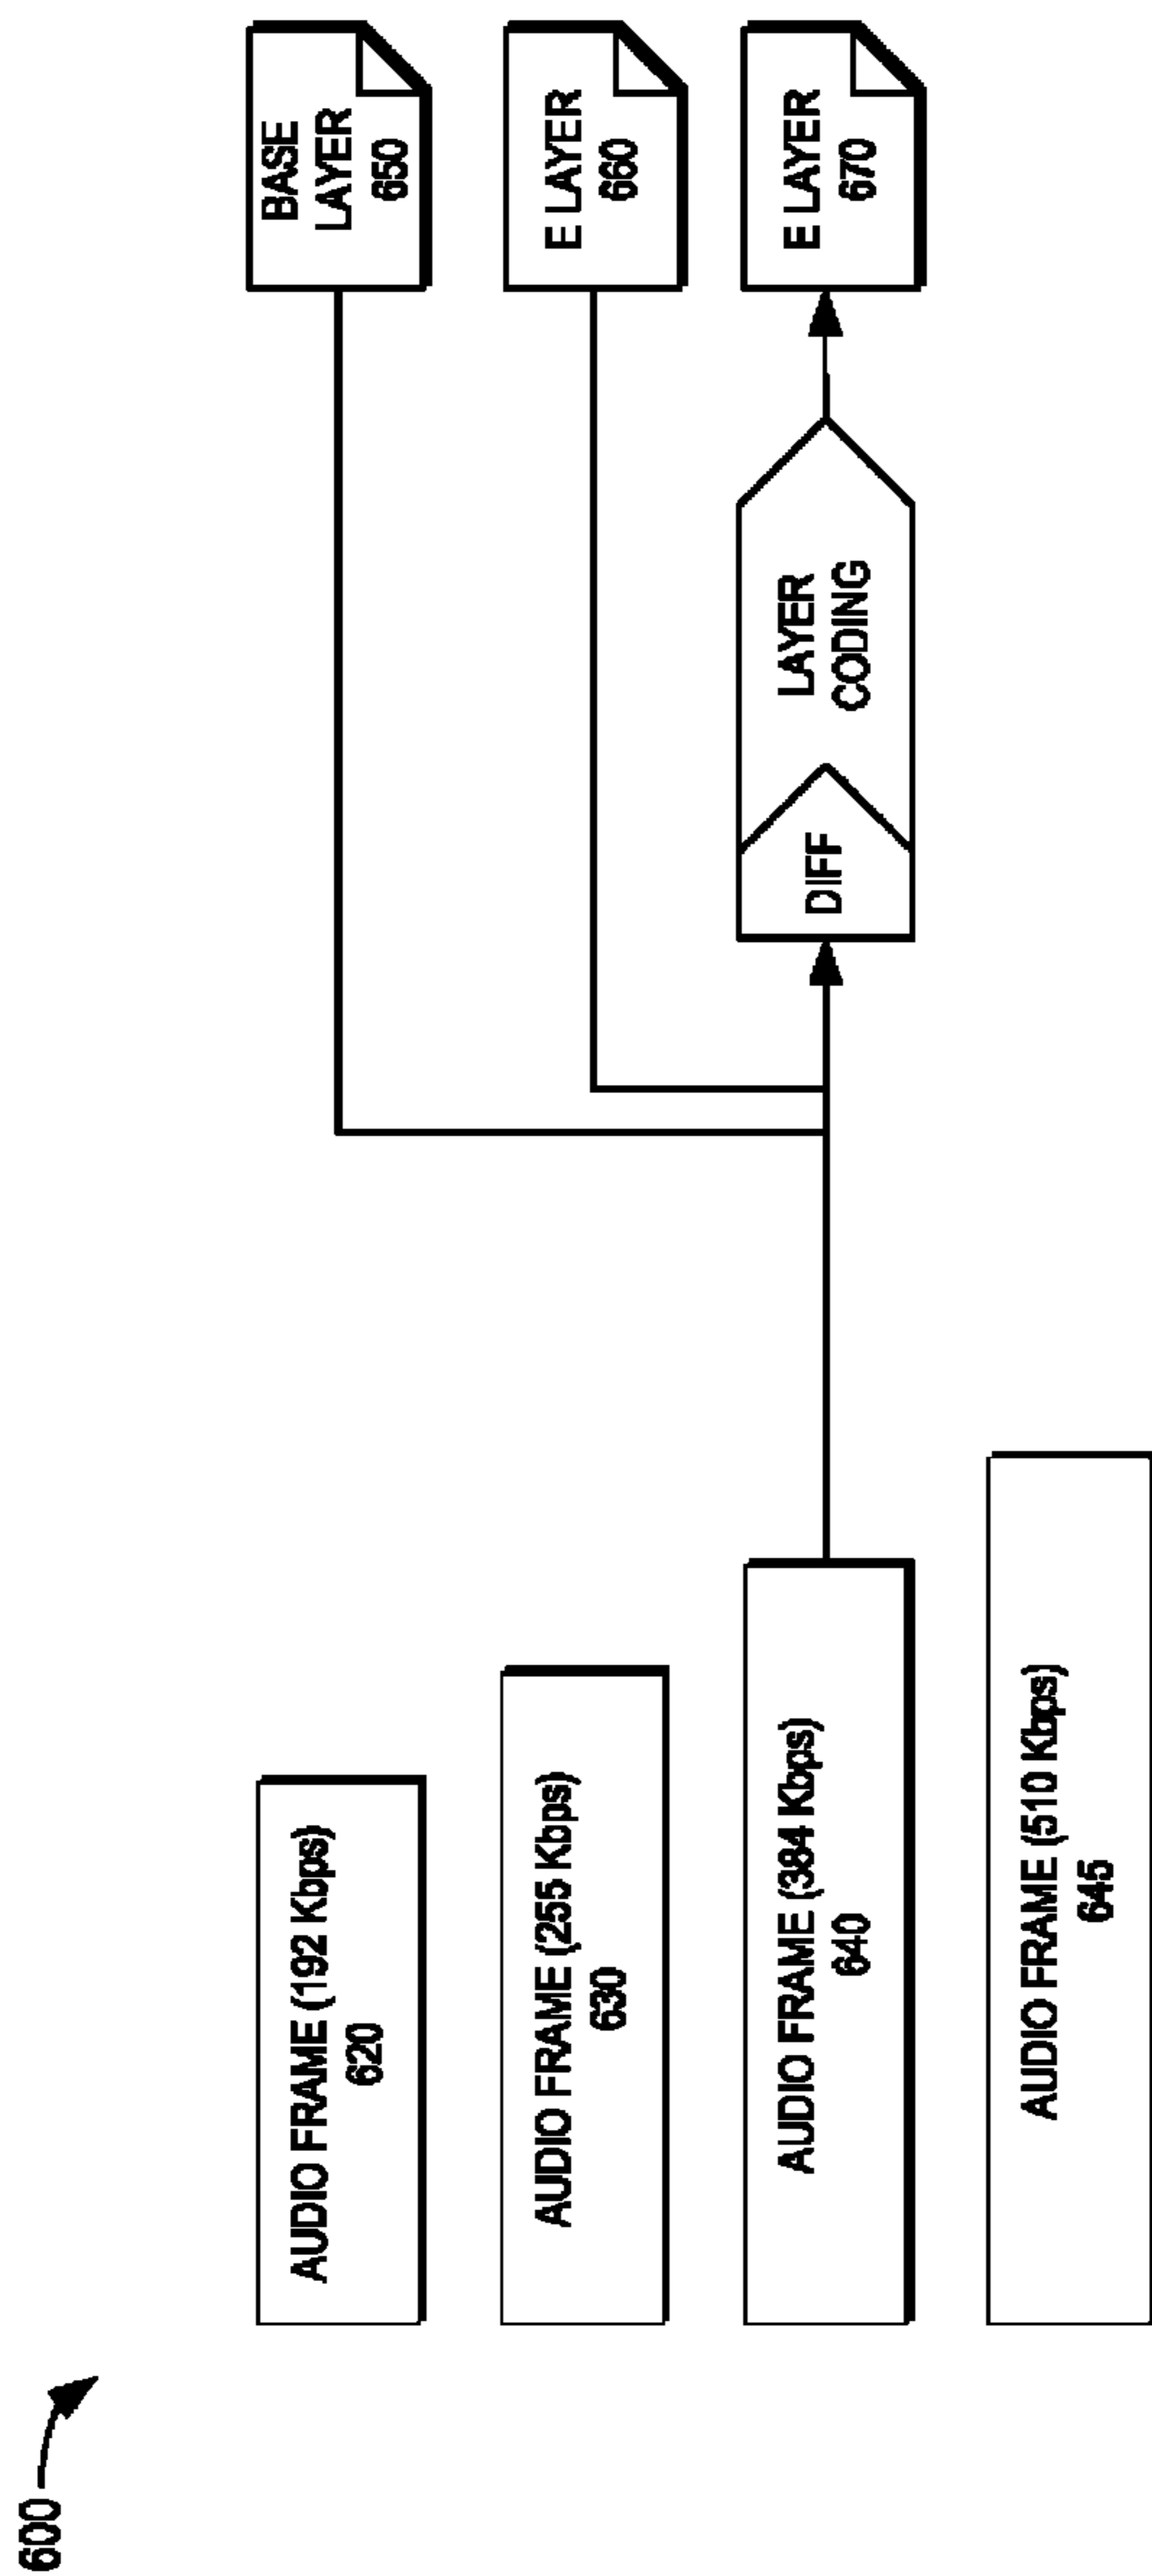 600
AUDIO FRAME (192 Kbps)
620
BASE
LAYER
650
AUDIO FRAME (255 Kbps)
630
E LAYER
660
AUDIO FRAME (384 Kbps)
640
DIFF
LAYER
CODING
E LAYER
670
AUDIO FRAME (510 Kbps)
645